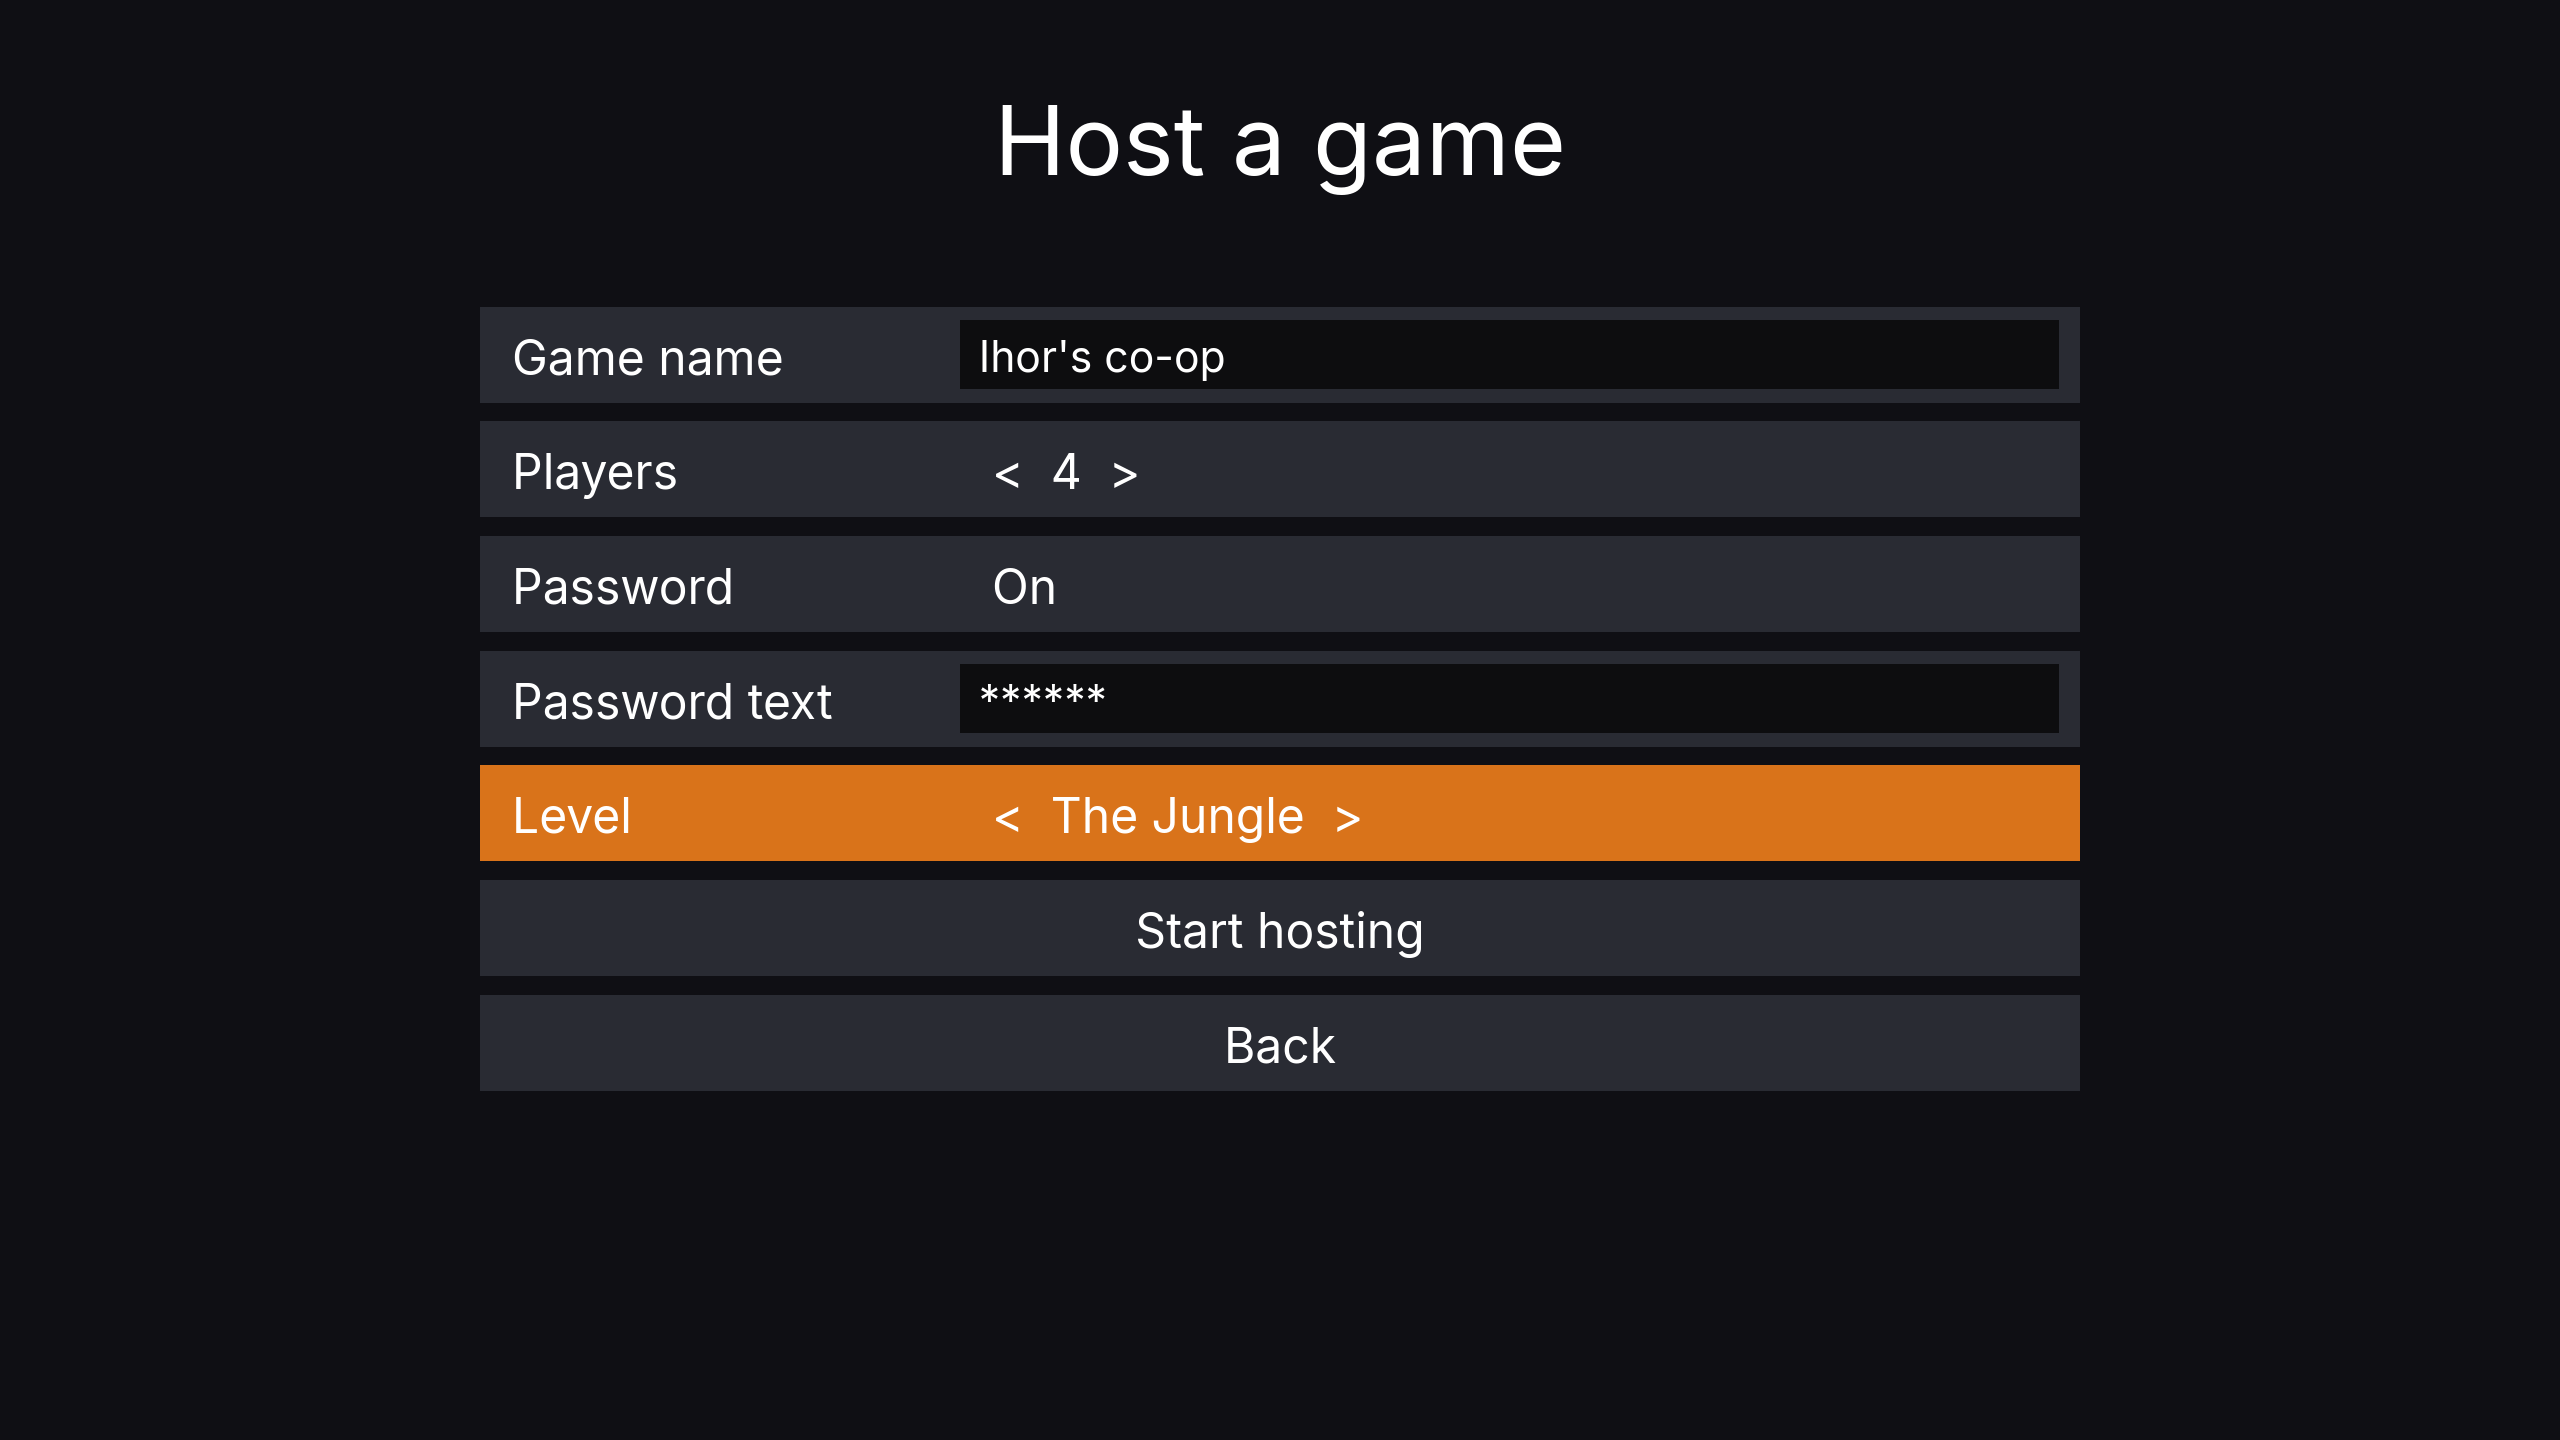 Host a game
Game name Ihor's co-op
Players < 4 >
Password On
Password text ******
Level < The Jungle >
Start hosting
Back